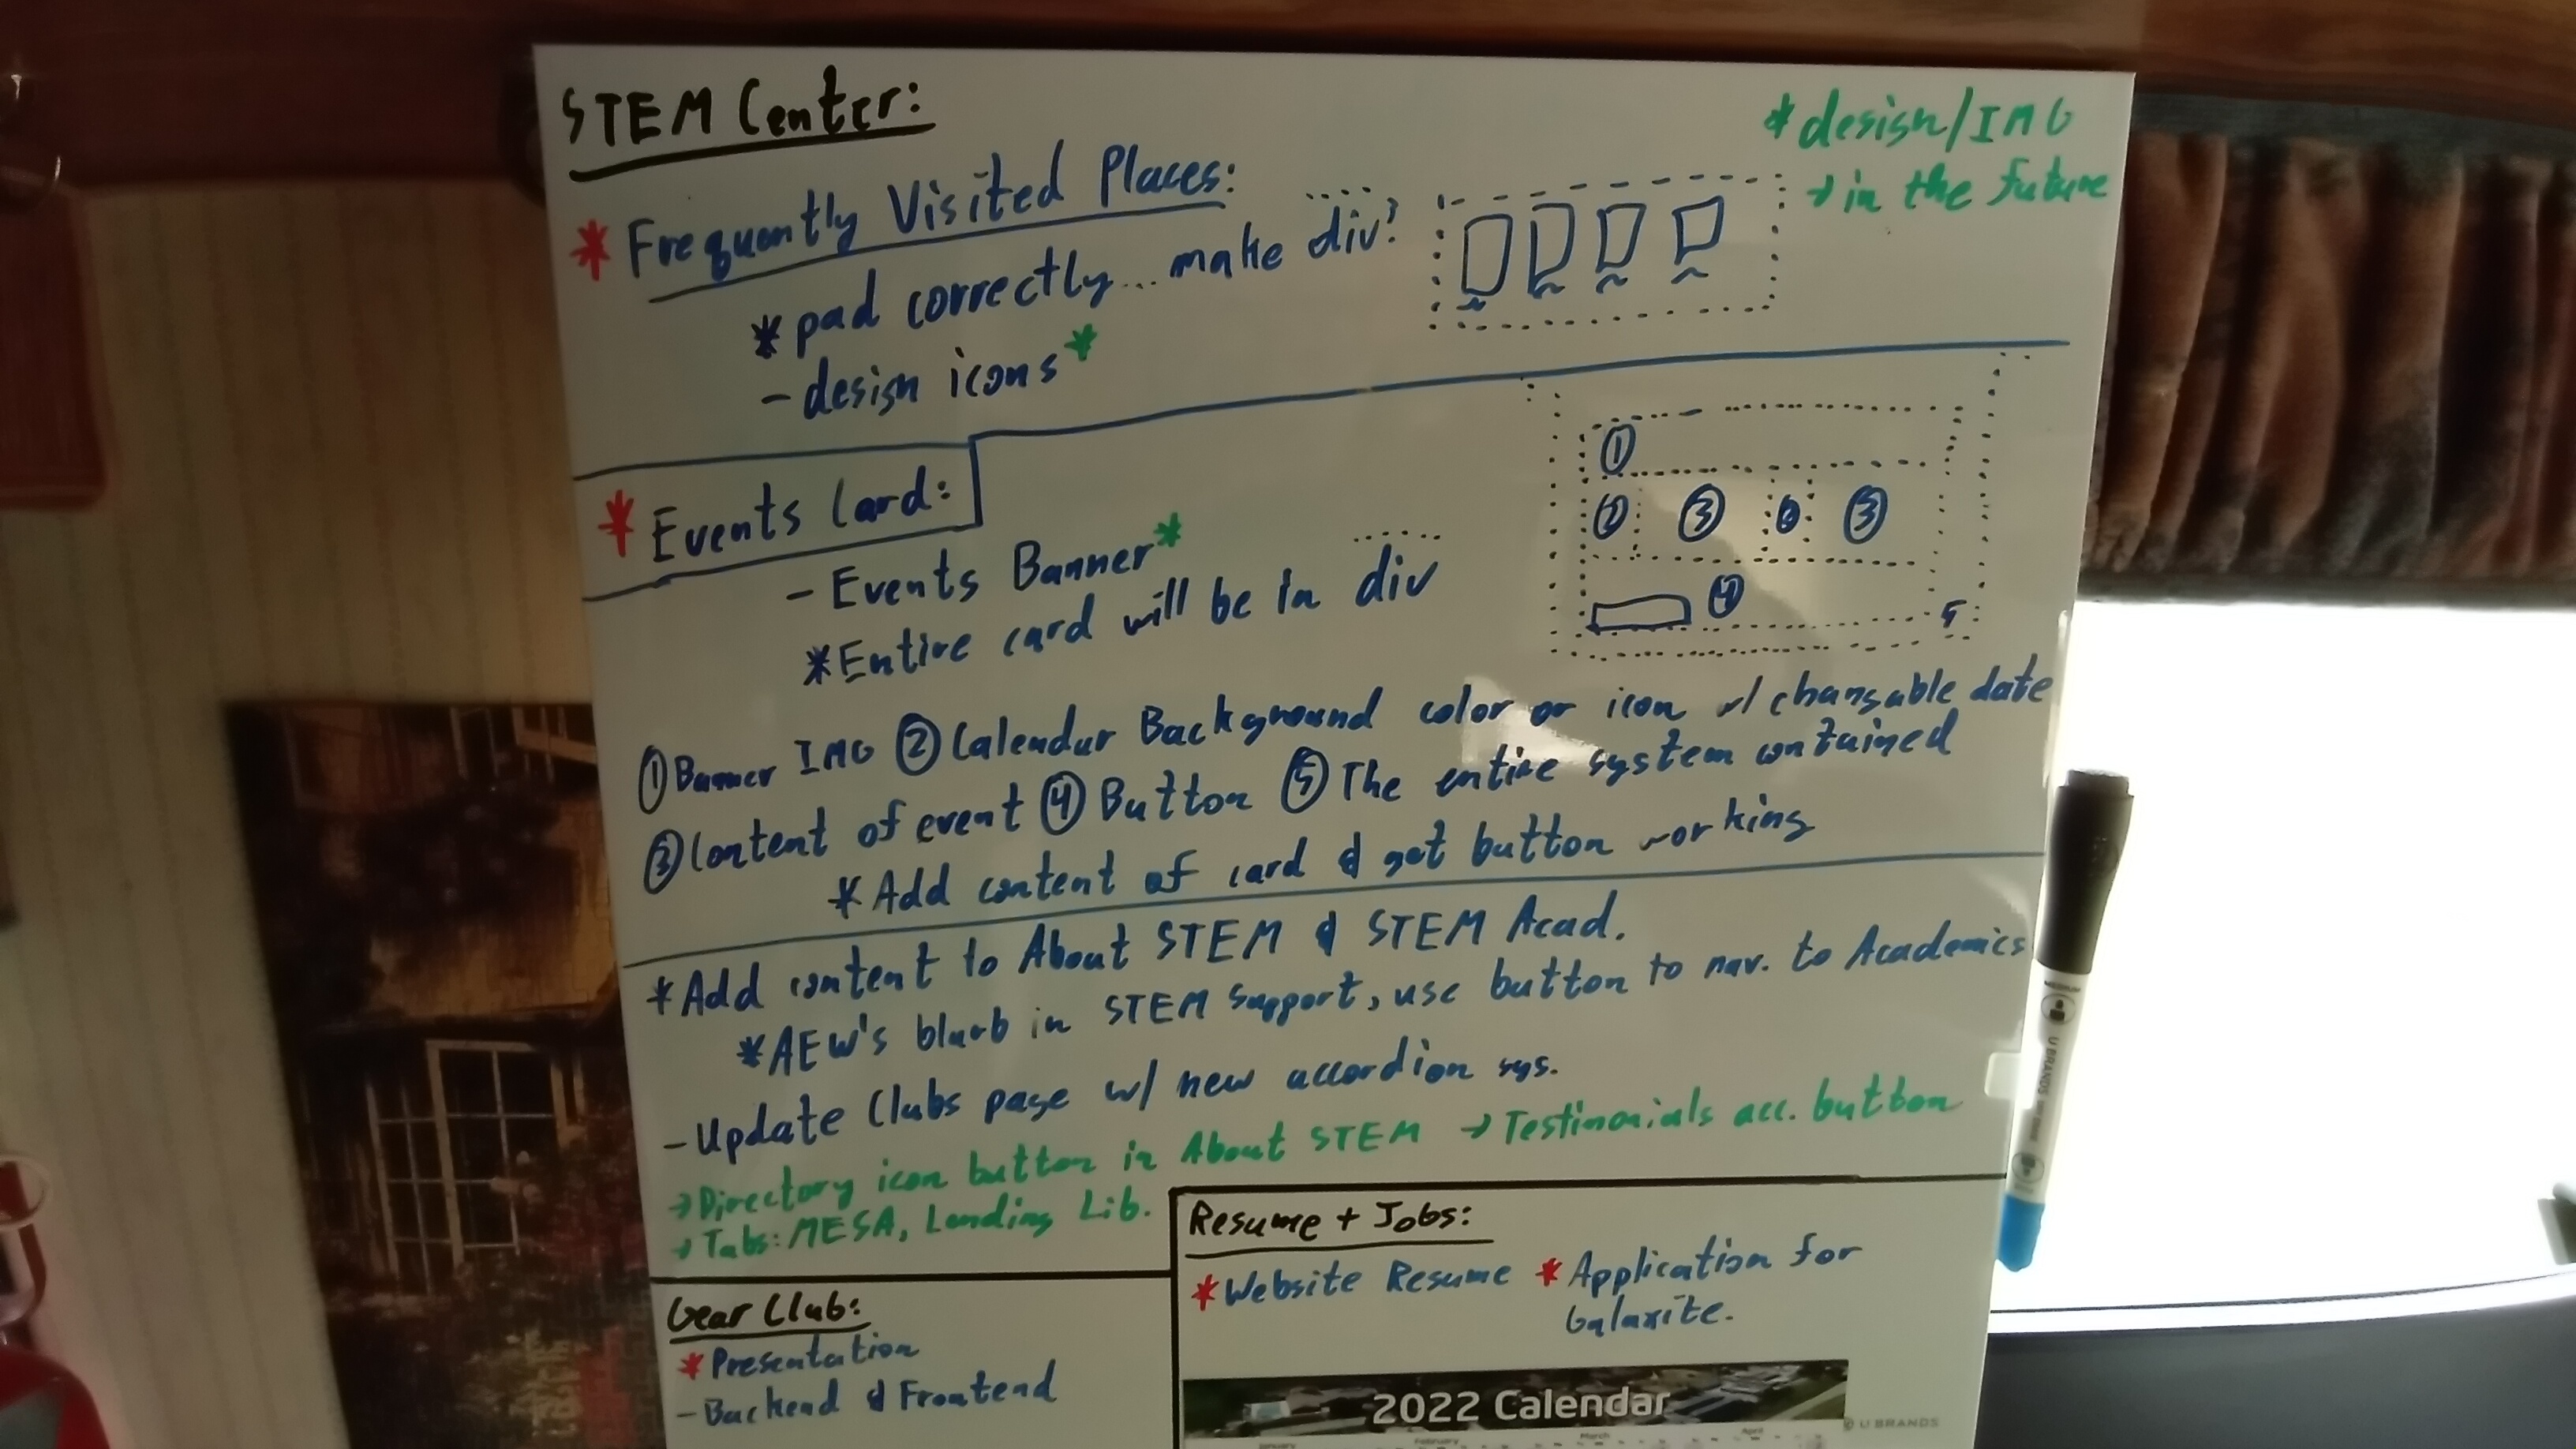 STEM Center:
* design/IMG
→ in the future
* Frequently Visited Places:
* pad correctly... make div?
- design icons*
* Events Card:
- Events Banner*
*Entire card will be in div
① 
② ③ ③
④ 5
① Banner IMG ② Calendar Background color or icon w/ changable date
③ Content of event ④ Button ⑤ The entire system contained
* Add content of card & get button working
*Add content to About STEM & STEM Acad.
*AEW's blurb in STEM Support, use button to nav. to Academics
- Update Clubs page w/ new accordion sys.
→ Directory icon button in About STEM → Testimonials acc. button
→ Tabs: MESA, Lending Lib.
Resume + Jobs:
* Website Resume * Application for
Galaxite.
Gear Club:
* Presentation
- Backend & Frontend
2022 Calendar
U BRANDS
January February March April
U BRANDS